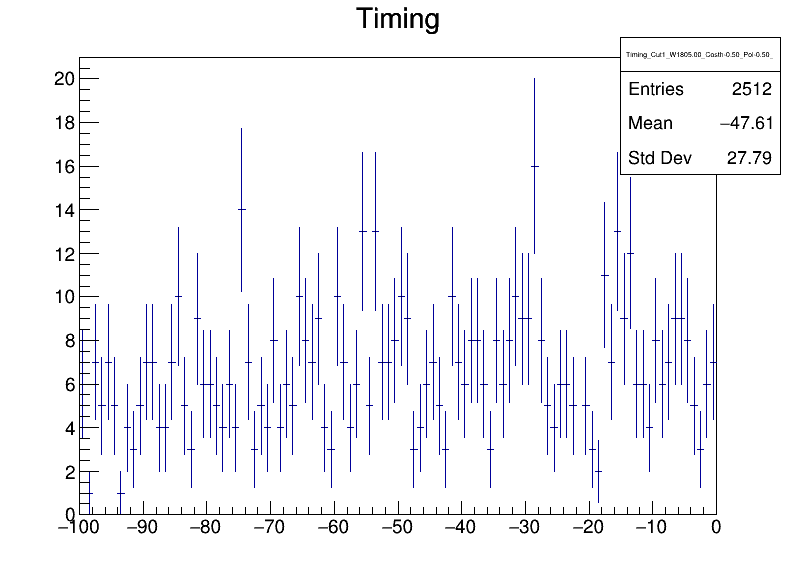 Timing
Timing_Cut1_W1805.00_Costh-0.50_Pol-0.50_
Entries 2512
Mean −47.61
Std Dev 27.79
20
18
16
14
12
10
8
6
4
2
0
−100 −90 −80 −70 −60 −50 −40 −30 −20 −10 0